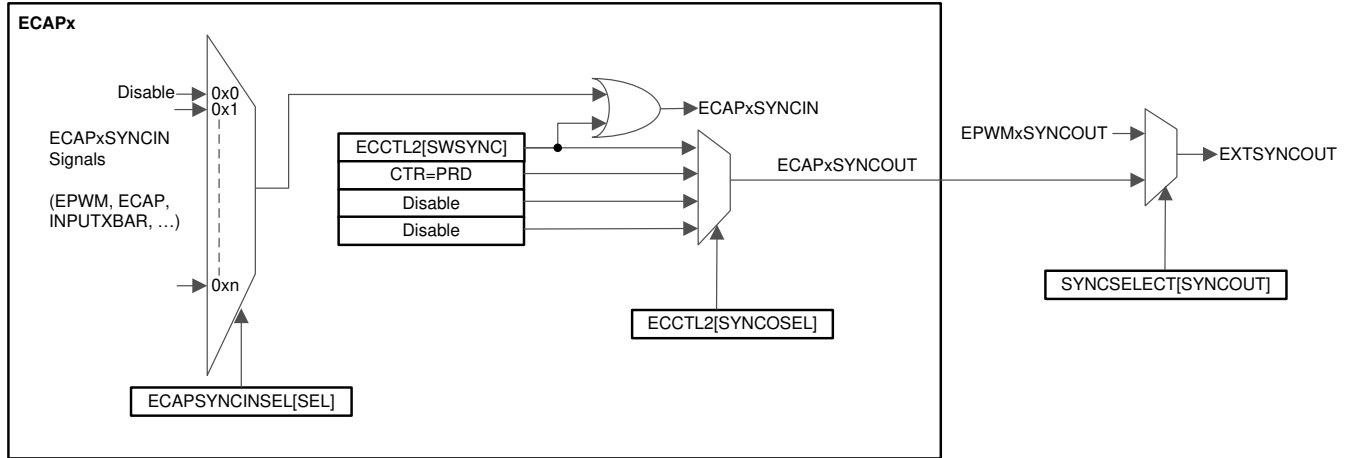 ECAPx
Disable
0x0
0x1
ECAPxSYNCIN
Signals
(EPWM, ECAP,
INPUTXBAR, …)
0xn
ECAPSYNCINSEL[SEL]
ECAPxSYNCIN
ECCTL2[SWSYNC]
CTR=PRD
Disable
Disable
ECCTL2[SYNCOSEL]
ECAPxSYNCOUT
EPWMxSYNCOUT
EXTSYNCOUT
SYNCSELECT[SYNCOUT]